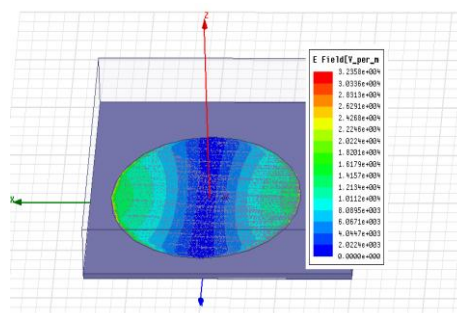 Z
E Field[V_per_m
3.2358e+004
3.0336e+004
2.8313e+004
2.6291e+004
2.4268e+004
2.2246e+004
2.0224e+004
1.8201e+004
1.6179e+004
1.4157e+004
1.2134e+004
1.0112e+004
8.0895e+003
6.0671e+003
4.0447e+003
2.0224e+003
0.0000e+000
X